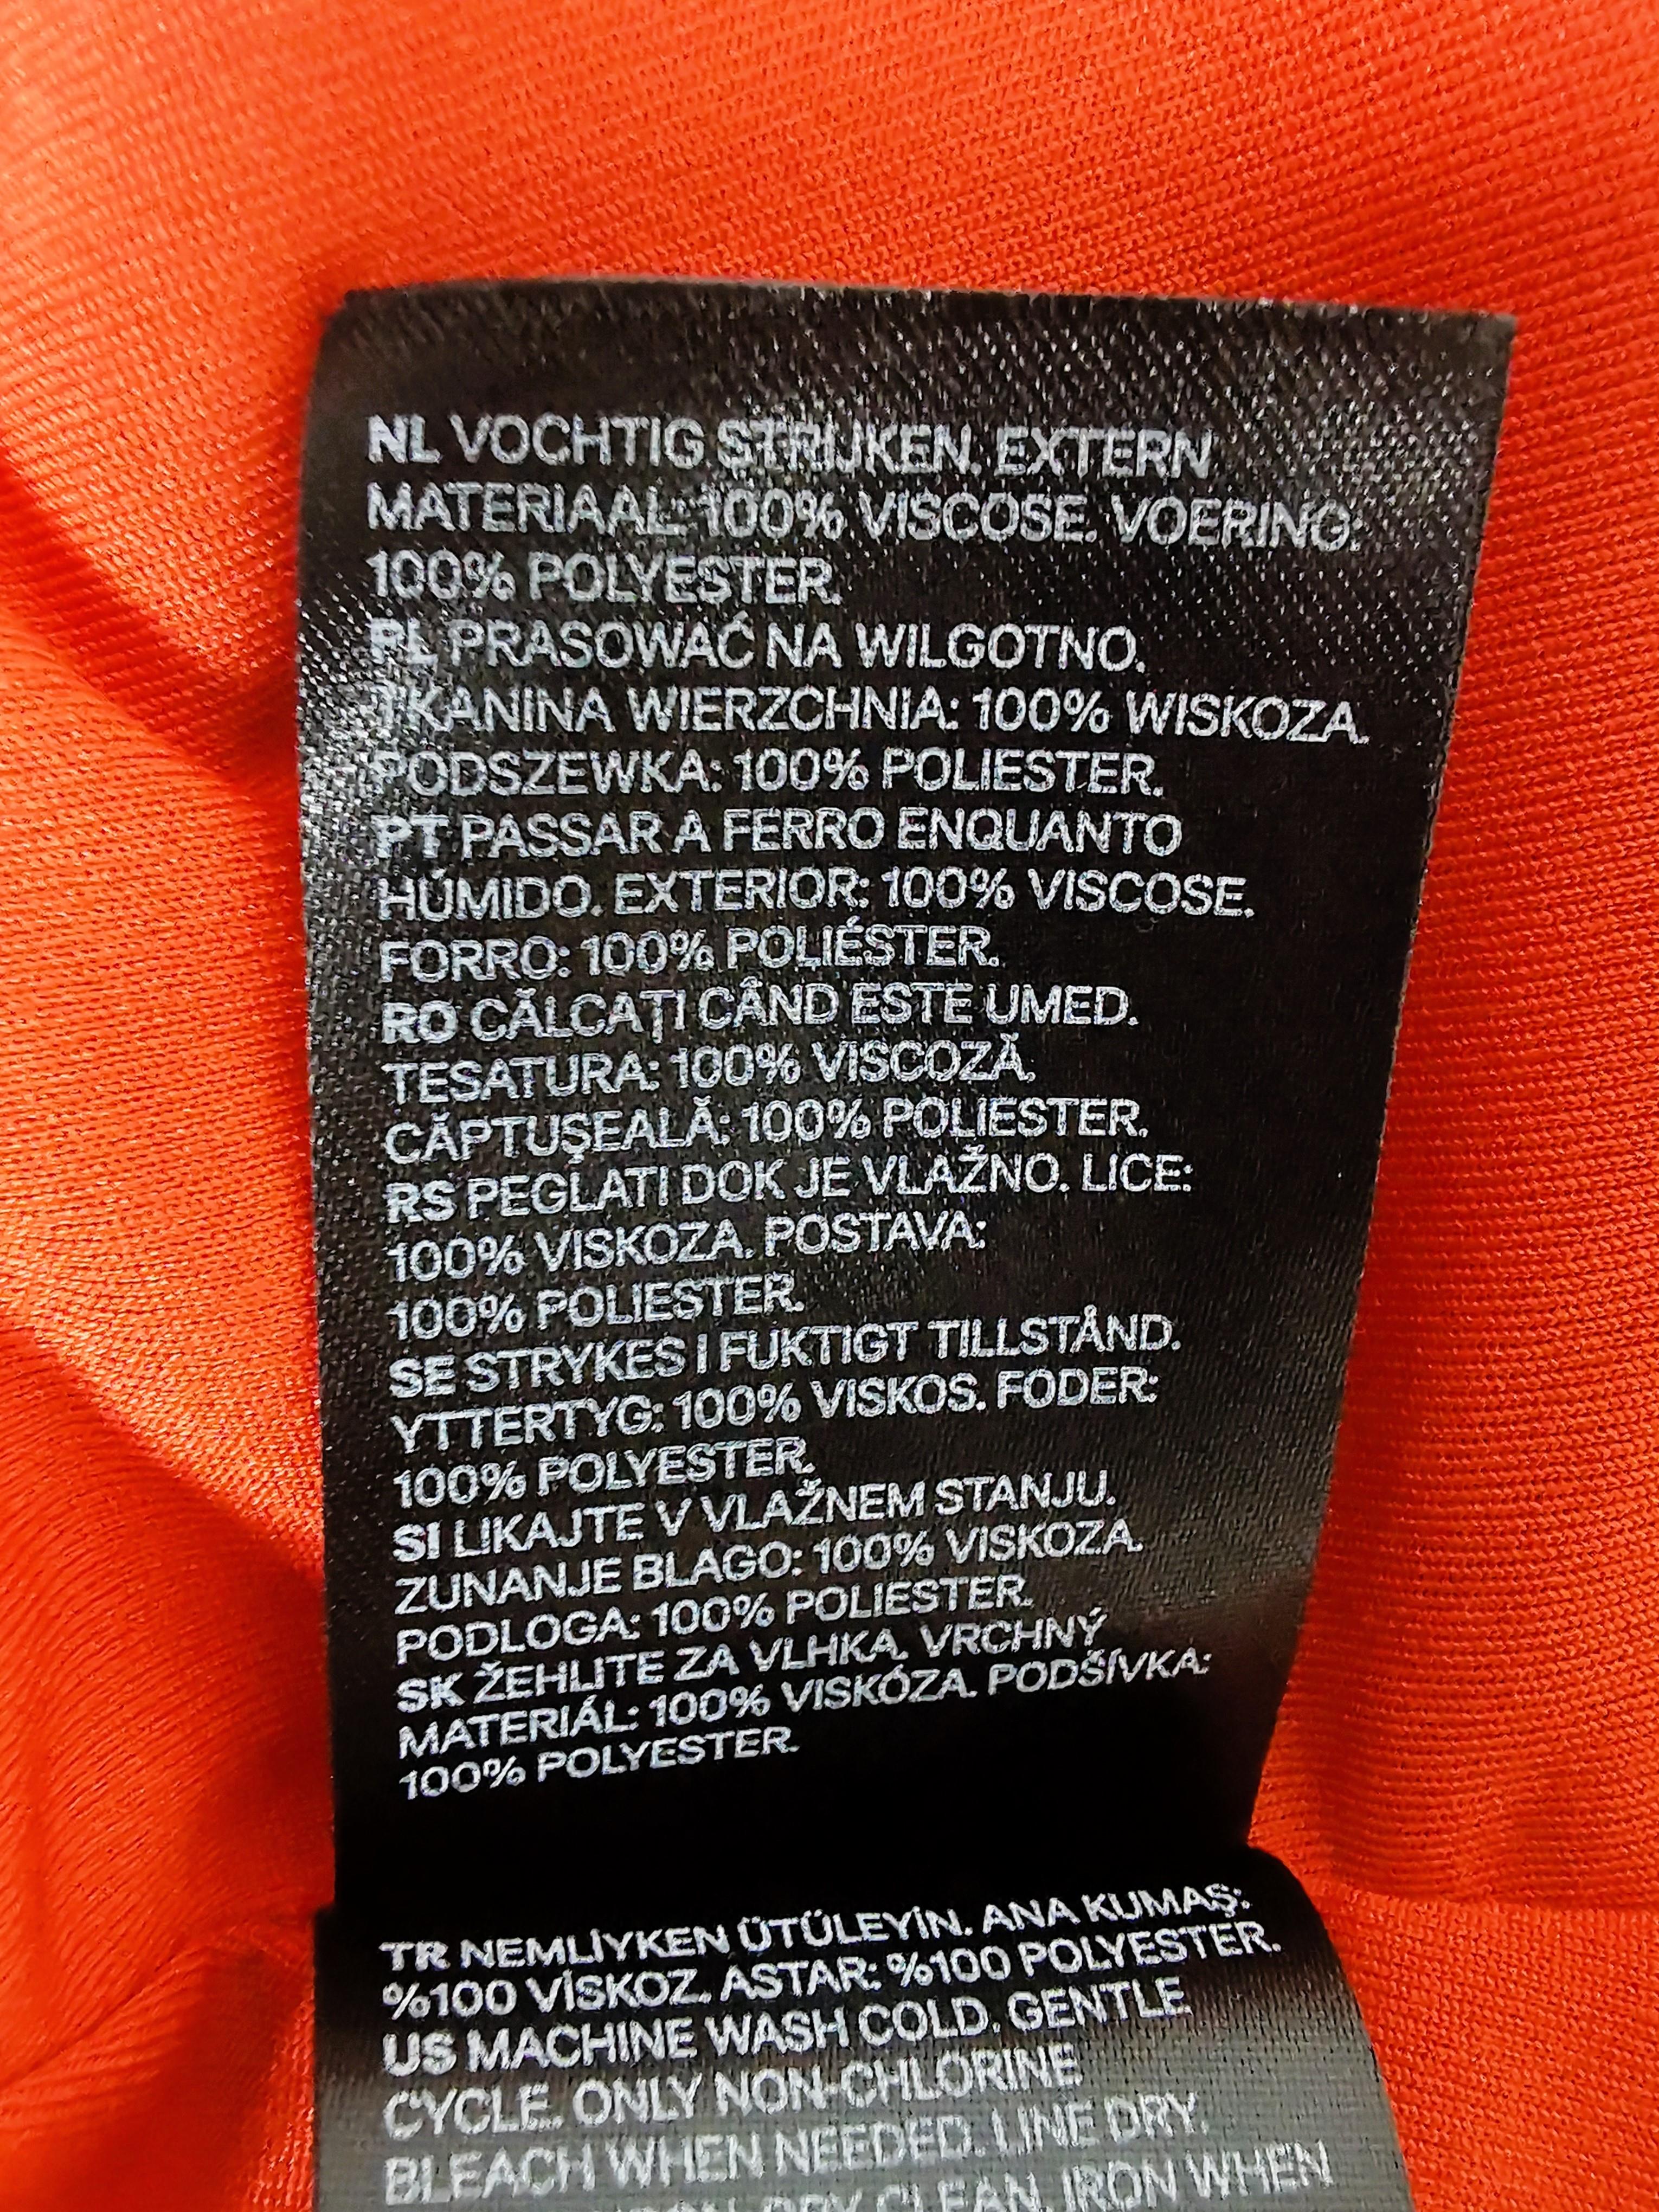 NL VOCHTIG STRIJKEN. EXTERN
MATERIAAL: 100% VISCOSE. VOERING:
100% POLYESTER.
PL PRASOWAĆ NA WILGOTNO.
TKANINA WIERZCHNIA: 100% WISKOZA.
PODSZEWKA: 100% POLIESTER.
PT PASSAR A FERRO ENQUANTO
HÚMIDO. EXTERIOR: 100% VISCOSE.
FORRO: 100% POLIÉSTER.
RO CĂLCAȚI CÂND ESTE UMED.
TESATURA: 100% VISCOZĂ.
CĂPTUȘEALĂ: 100% POLIESTER.
RS PEGLATI DOK JE VLAŽNO. LICE:
100% VISKOZA. POSTAVA:
100% POLIESTER.
SE STRYKES I FUKTIGT TILLSTÅND.
YTTERTYG: 100% VISKOS. FODER:
100% POLYESTER.
SI LIKAJTE V VLAŽNEM STANJU.
ZUNANJE BLAGO: 100% VISKOZA.
PODLOGA: 100% POLIESTER.
SK ŽEHLITE ZA VLHKA. VRCHNÝ
MATERIÁL: 100% VISKÓZA. PODŠÍVKA:
100% POLYESTER.
TR NEMLİYKEN ÜTÜLEYİN. ANA KUMAŞ:
%100 VİSKOZ. ASTAR: %100 POLYESTER.
US MACHINE WASH COLD. GENTLE
CYCLE. ONLY NON-CHLORINE
BLEACH WHEN NEEDED. LINE DRY.
DRY CLEAN. IRON WHEN